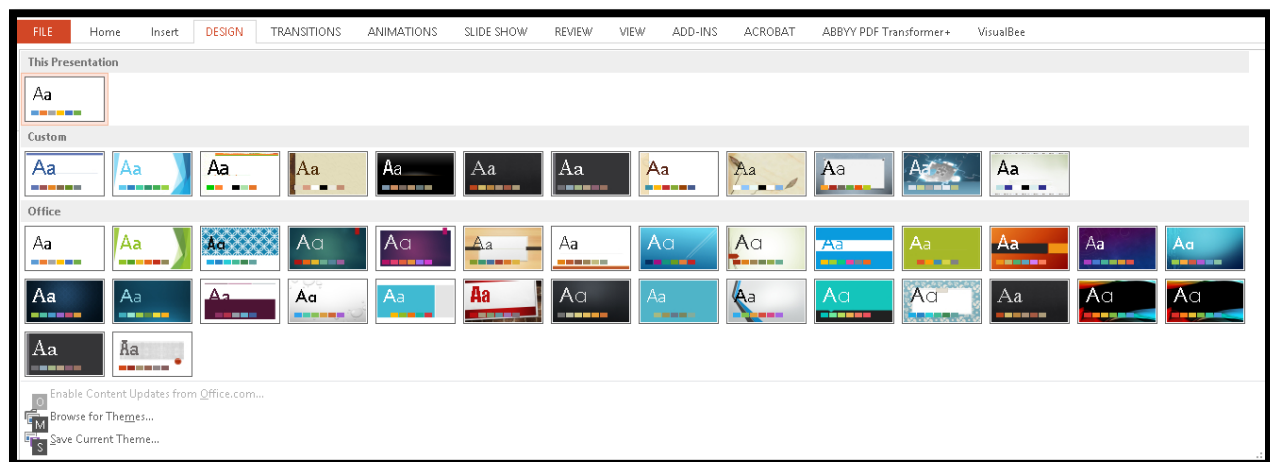 FILE Home Insert DESIGN TRANSITIONS ANIMATIONS SLIDE SHOW REVIEW VIEW ADD-INS ACROBAT ABBYY PDF Transformer+ VisualBee
This Presentation
Aa
Custom
Aa Aa Aa Aa Aa Aa Aa Aa Aa Aa Aa Aa
Office
Aa Aa Aa Aa Aa Aa Aa Aa Aa Aa Aa Aa Aa Aa
Aa Aa Aa Aa Aa Aa Aa Aa Aa Aa Aa Aa Aa Aa
Aa Aa
Enable Content Updates from Office.com...
O
Browse for Themes...
M
Save Current Theme...
S